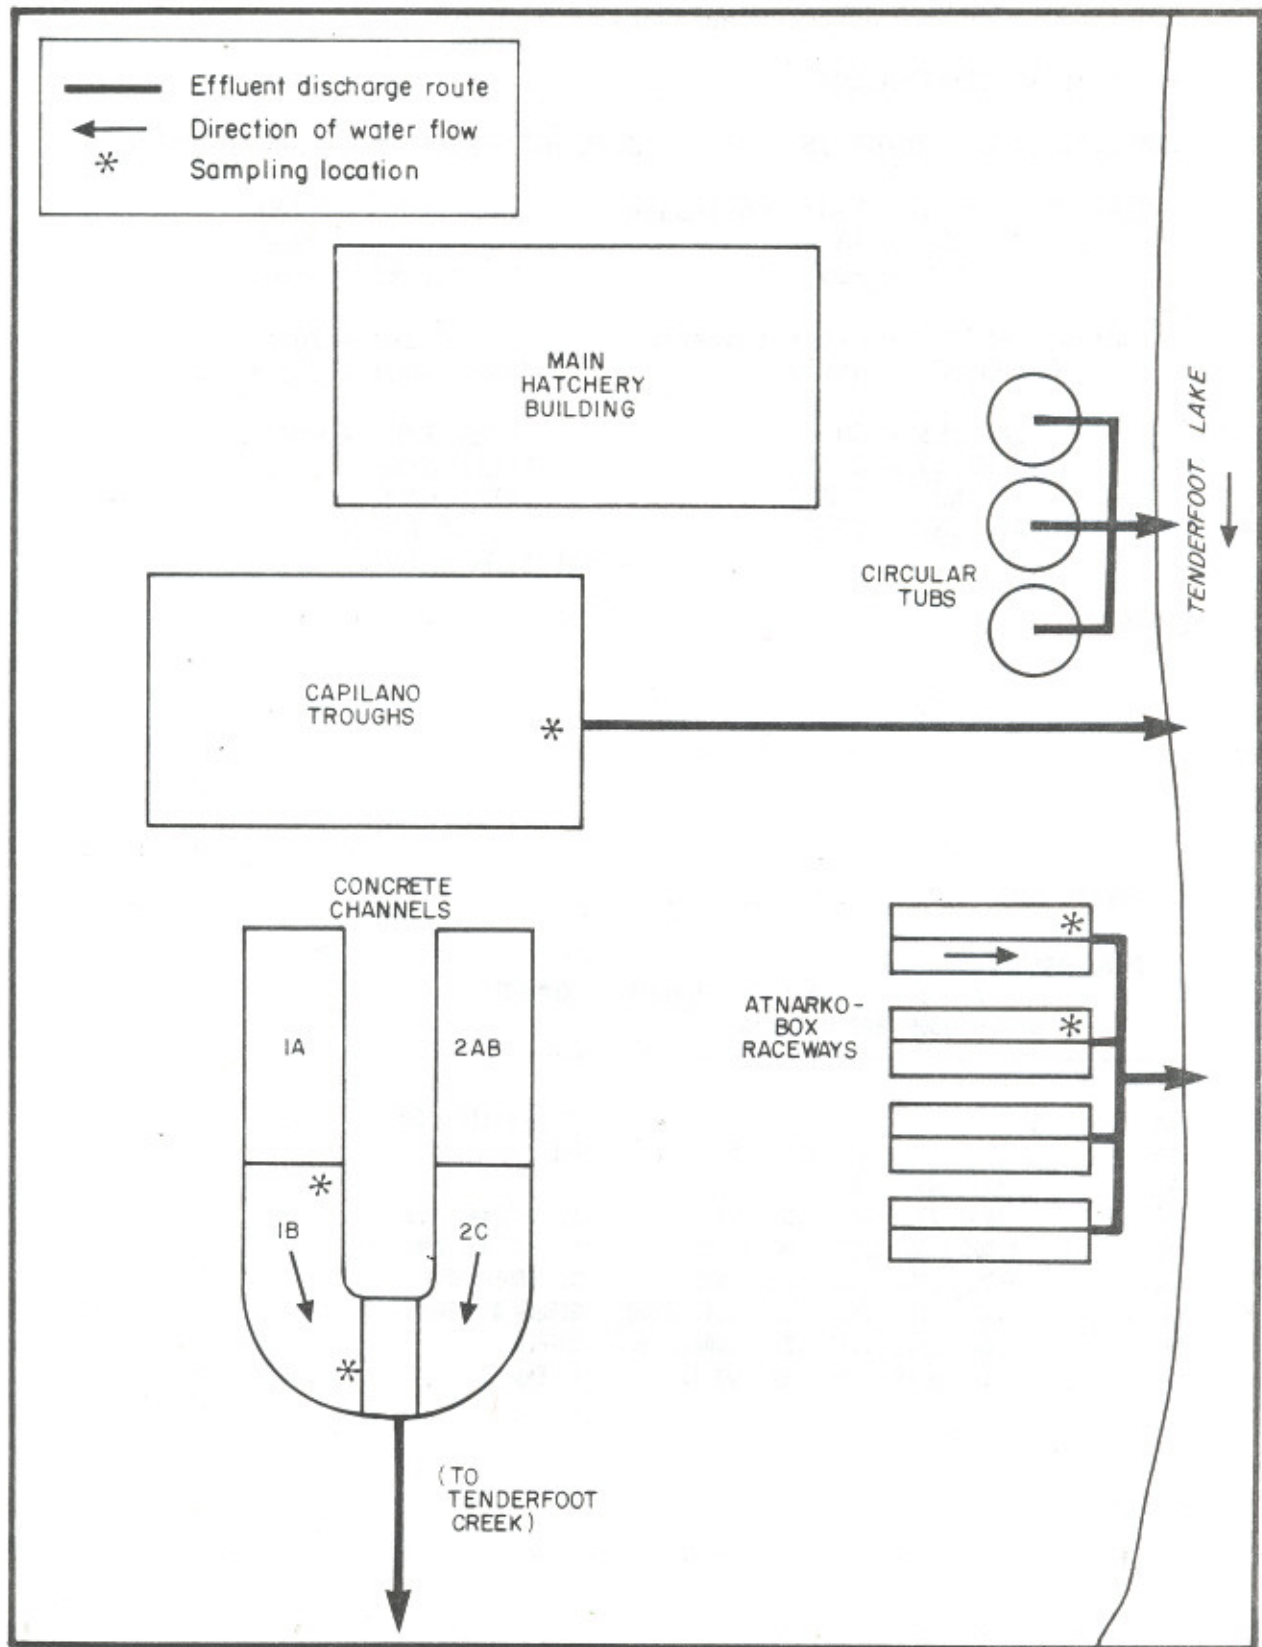 Effluent discharge route
Direction of water flow
* Sampling location
MAIN
HATCHERY
BUILDING
TENDERFOOT LAKE
CIRCULAR
TUBS
CAPILANO
TROUGHS
*
CONCRETE
CHANNELS
1A
2AB
ATNARKO-
BOX
RACEWAYS
*
*
*
1B
2C
*
(TO
TENDERFOOT
CREEK)